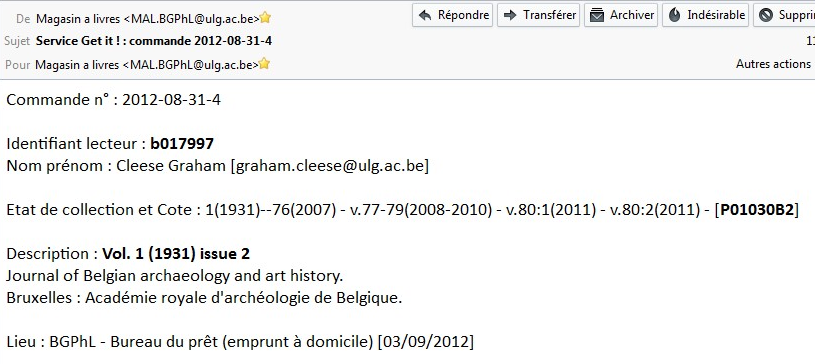 De Magasin a livres <MAL.BGPhL@ulg.ac.be> Répondre Transférer Archiver Indésirable
Sujet Service Get it ! : commande 2012-08-31-4
Pour Magasin a livres <MAL.BGPhL@ulg.ac.be> Autres actions
Commande n° : 2012-08-31-4
Identifiant lecteur : b017997
Nom prénom : Cleese Graham [graham.cleese@ulg.ac.be]
Etat de collection et Cote : 1(1931)--76(2007) - v.77-79(2008-2010) - v.80:1(2011) - v.80:2(2011) - [P01030B2]
Description : Vol. 1 (1931) issue 2
Journal of Belgian archaeology and art history.
Bruxelles : Académie royale d'archéologie de Belgique.
Lieu : BGPhL - Bureau du prêt (emprunt à domicile) [03/09/2012]